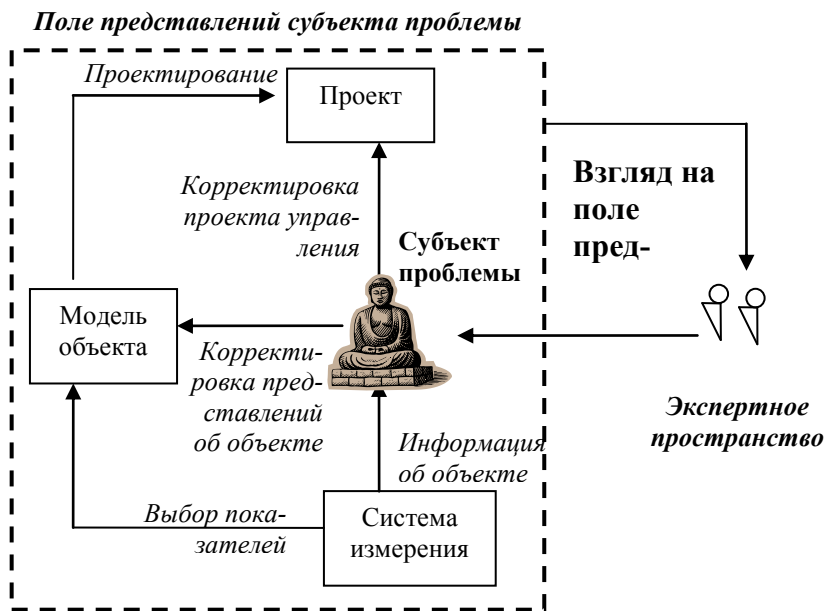 Поле представлений субъекта проблемы
Проектирование
Проект
Взгляд на
поле
пред-
Корректировка
проекта управ-
ления
Субъект
проблемы
Модель
объекта
Корректи-
ровка пред-
ставлений
об объекте
Экспертное
пространство
Информация
об объекте
Выбор пока-
зателей
Система
измерения